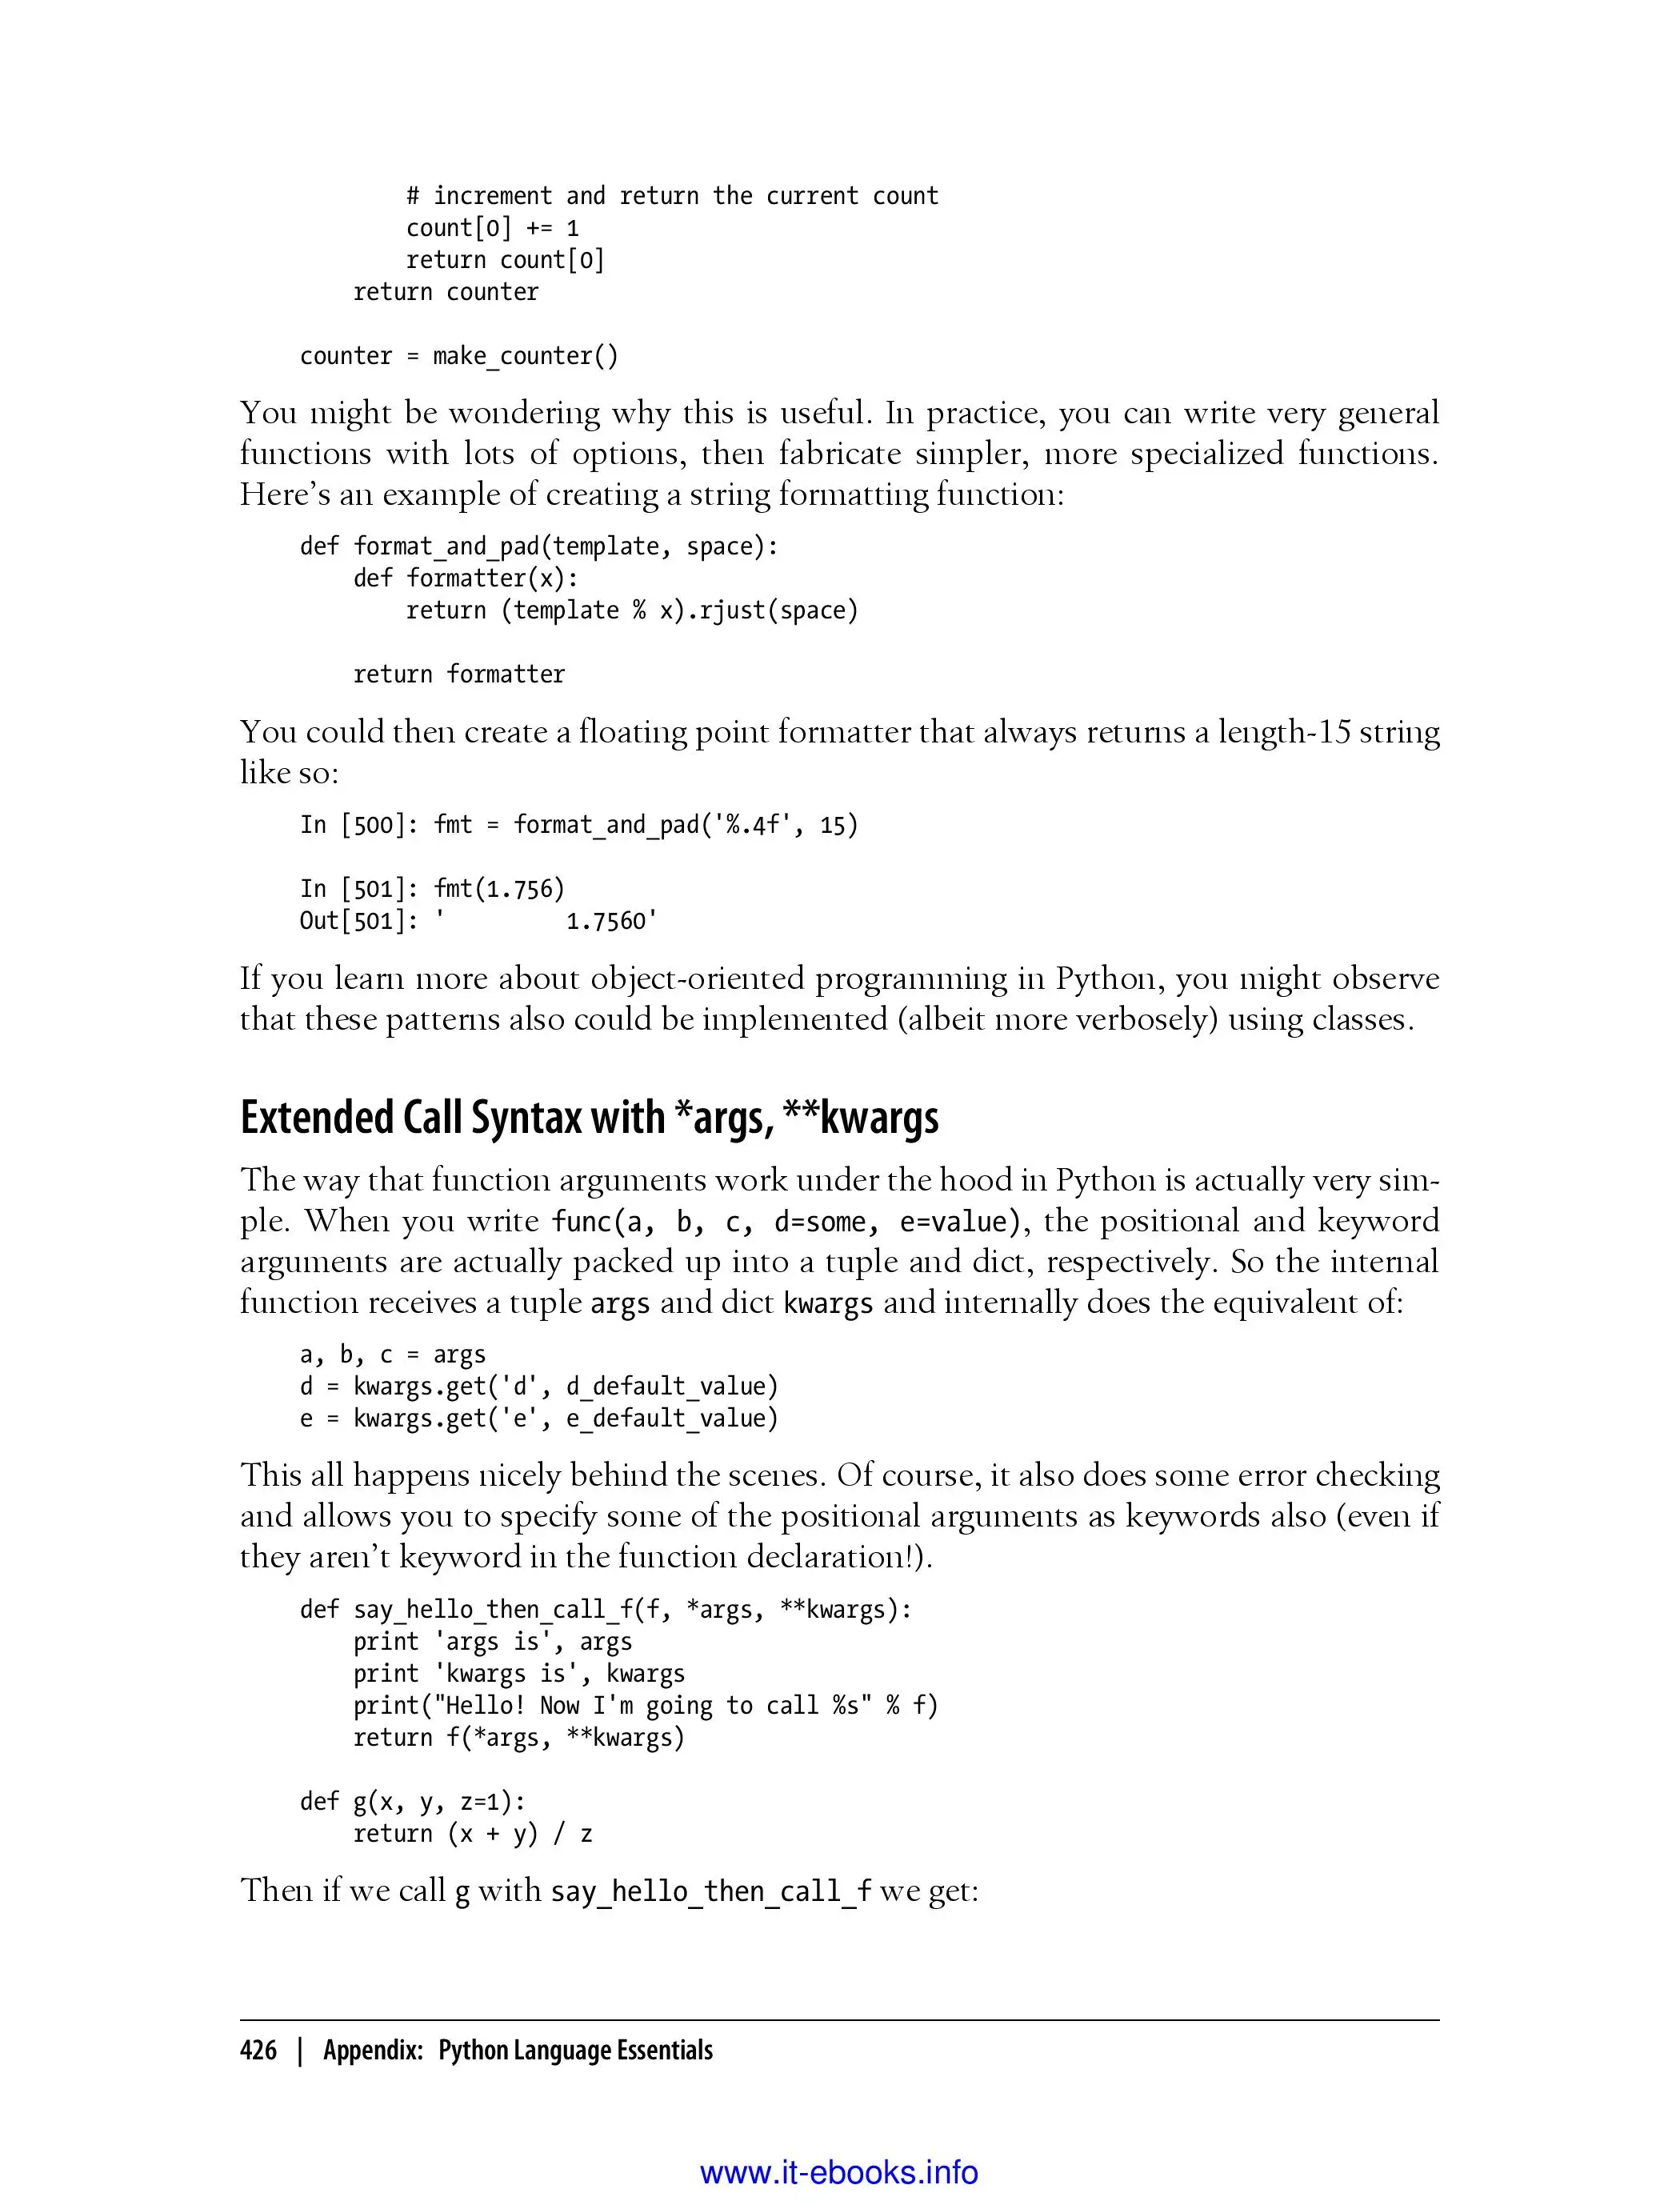 # increment and return the current count
count[0] += 1
return count[0]
return counter
counter = make_counter()
You might be wondering why this is useful. In practice, you can write very general
functions with lots of options, then fabricate simpler, more specialized functions.
Here’s an example of creating a string formatting function:
def format_and_pad(template, space):
def formatter(x):
return (template % x).rjust(space)
return formatter
You could then create a floating point formatter that always returns a length-15 string
like so:
In [500]: fmt = format_and_pad('%.4f', 15)
In [501]: fmt(1.756)
Out[501]: '         1.7560'
If you learn more about object-oriented programming in Python, you might observe
that these patterns also could be implemented (albeit more verbosely) using classes.
Extended Call Syntax with *args, **kwargs
The way that function arguments work under the hood in Python is actually very sim-
ple. When you write func(a, b, c, d=some, e=value), the positional and keyword
arguments are actually packed up into a tuple and dict, respectively. So the internal
function receives a tuple args and dict kwargs and internally does the equivalent of:
a, b, c = args
d = kwargs.get('d', d_default_value)
e = kwargs.get('e', e_default_value)
This all happens nicely behind the scenes. Of course, it also does some error checking
and allows you to specify some of the positional arguments as keywords also (even if
they aren’t keyword in the function declaration!).
def say_hello_then_call_f(f, *args, **kwargs):
print 'args is', args
print 'kwargs is', kwargs
print("Hello! Now I'm going to call %s" % f)
return f(*args, **kwargs)
def g(x, y, z=1):
return (x + y) / z
Then if we call g with say_hello_then_call_f we get:
426 | Appendix: Python Language Essentials
www.it-ebooks.info